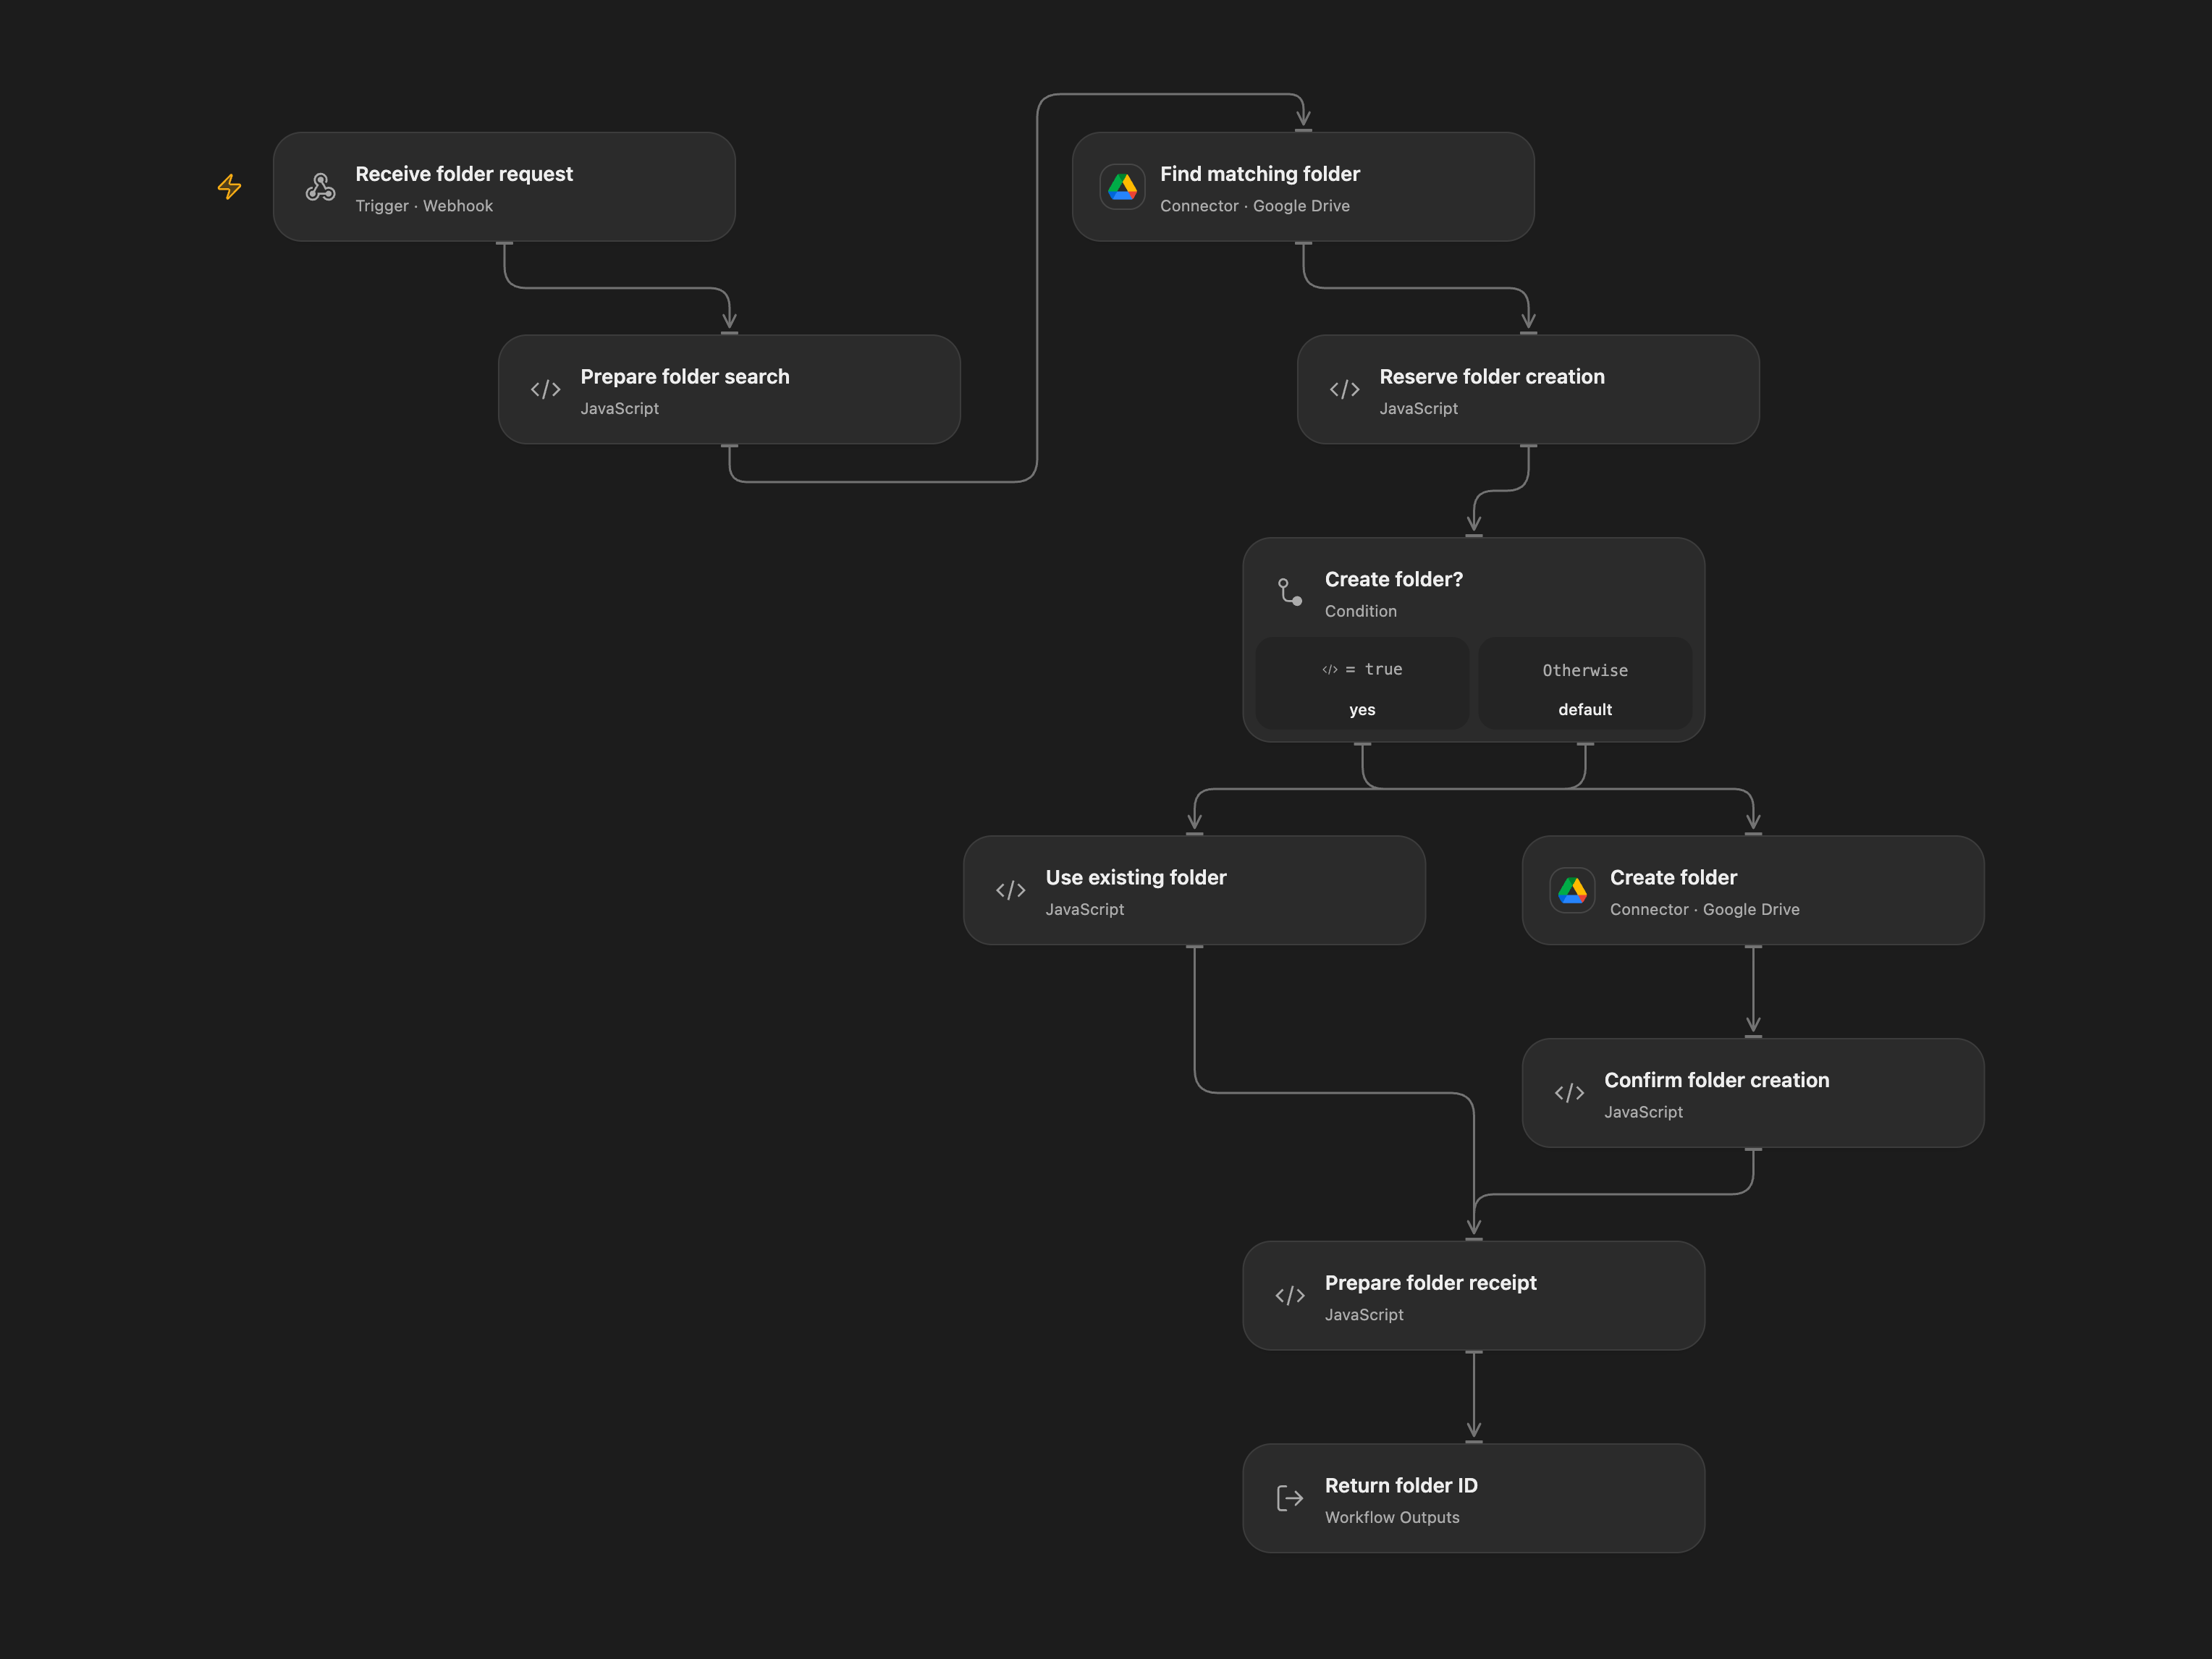 Receive folder request
Trigger · Webhook
Prepare folder search
JavaScript
Find matching folder
Connector · Google Drive
Reserve folder creation
JavaScript
Create folder?
Condition
</> = true
yes
Otherwise
default
Use existing folder
JavaScript
Create folder
Connector · Google Drive
Confirm folder creation
JavaScript
Prepare folder receipt
JavaScript
Return folder ID
Workflow Outputs